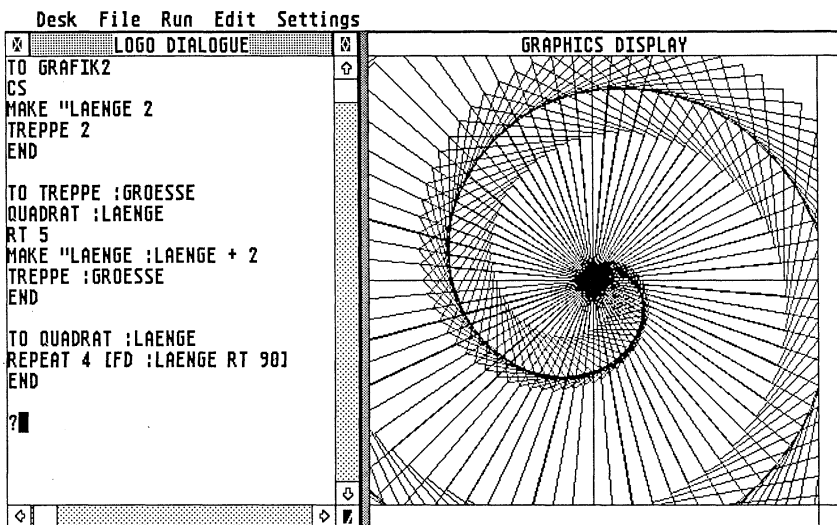 Desk File Run Edit Settings
LOGO DIALOGUE
GRAPHICS DISPLAY
TO GRAFIK2
CS
MAKE "LAENGE 2
TREPPE 2
END
TO TREPPE :GROESSE
QUADRAT :LAENGE
RT 5
MAKE "LAENGE :LAENGE + 2
TREPPE :GROESSE
END
TO QUADRAT :LAENGE
REPEAT 4 [FD :LAENGE RT 90]
END
?